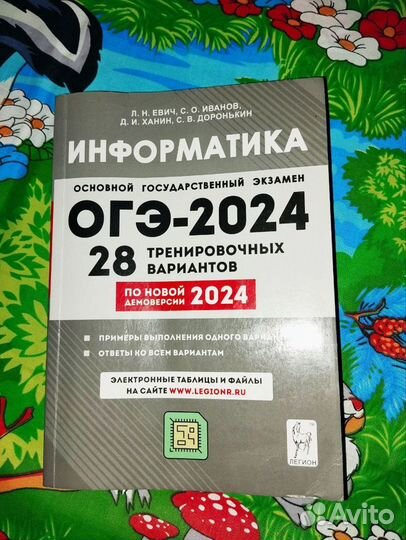 Л. Н. ЕВИЧ, С. О. ИВАНОВ,
Д. И. ХАНИН, С. В. ДОРОНЬКИН
ИНФОРМАТИКА
ОСНОВНОЙ ГОСУДАРСТВЕННЫЙ ЭКЗАМЕН
ОГЭ-2024
28 ТРЕНИРОВОЧНЫХ
ВАРИАНТОВ
ПО НОВОЙ
ДЕМОВЕРСИИ 2024
ПРИМЕРЫ ВЫПОЛНЕНИЯ ОДНОГО
ОТВЕТЫ КО ВСЕМ ВАРИАНТАМ
ЭЛЕКТРОННЫЕ ТАБЛИЦЫ И ФАЙЛЫ
НА САЙТЕ WWW.LEGIONR.RU
ЛЕГИОН
Avito